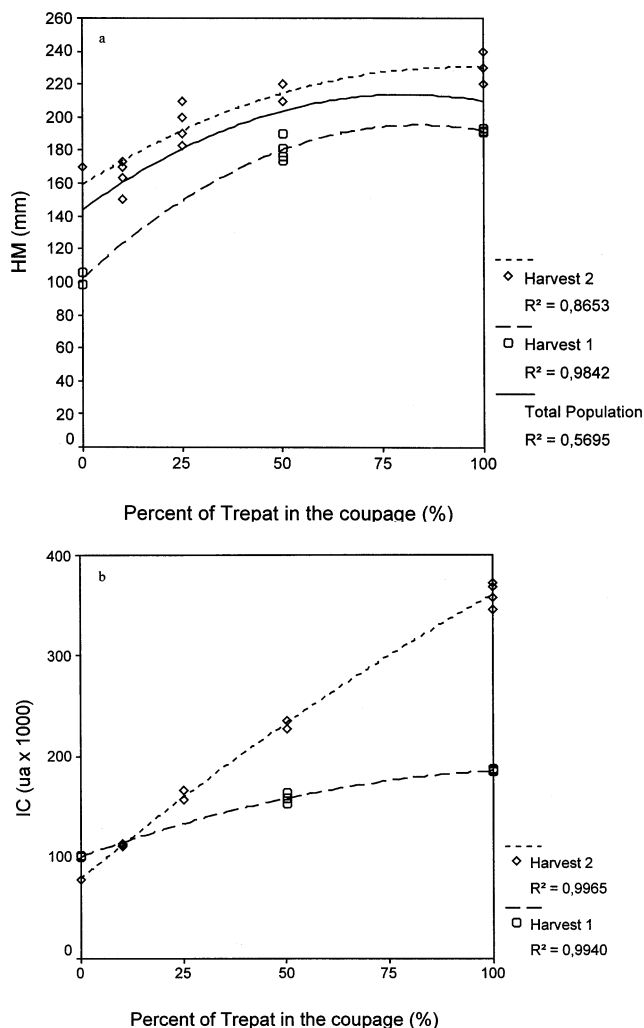 a
260
240
220
200
180
160
140
120
100
80
60
40
20
0
HM (mm)
0 25 50 75 100
Percent of Trepat in the coupage (%)
Harvest 2
R² = 0,8653
Harvest 1
R² = 0,9842
Total Population
R² = 0,5695
b
400
300
200
100
0
IC (ua x 1000)
0 25 50 75 100
Percent of Trepat in the coupage (%)
Harvest 2
R² = 0,9965
Harvest 1
R² = 0,9940